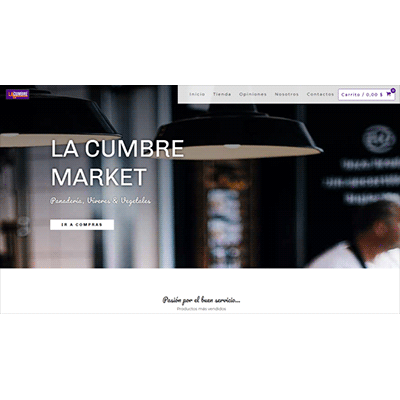 LA CUMBRE
Inicio Tienda Opiniones Nosotros Contactos Carrito / 0,00 $ 0
LA CUMBRE
MARKET
Panadería, Víveres & Vegetales
IR A COMPRAS
Pasión por el buen servicio...
Productos más vendidos